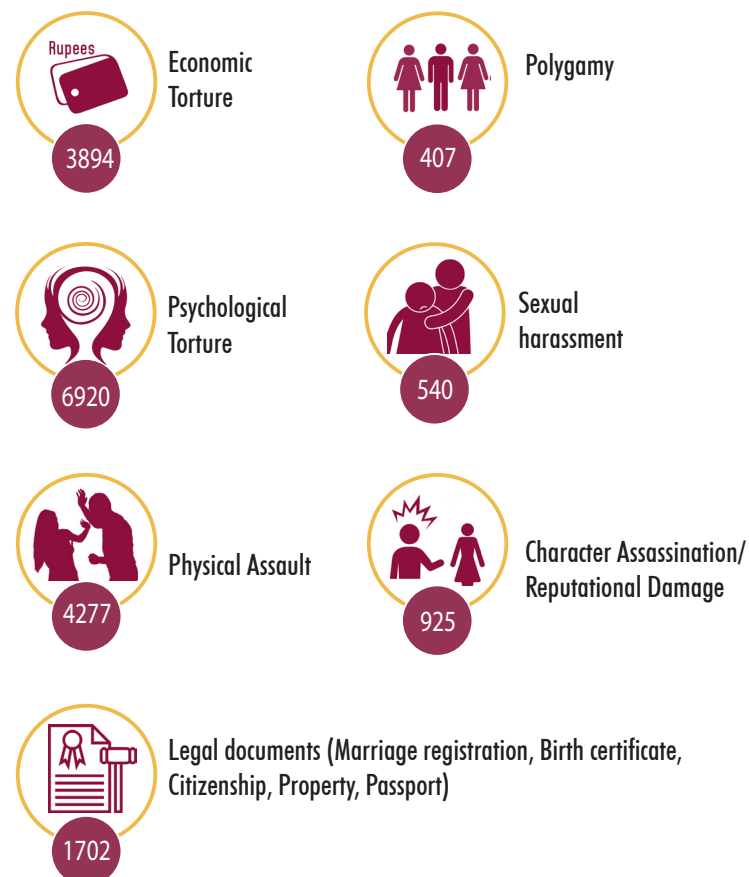 Rupees
Economic
Torture
3894
Polygamy
407
Psychological
Torture
6920
Sexual
harassment
540
Physical Assault
4277
Character Assassination/
Reputational Damage
925
Legal documents (Marriage registration, Birth certificate,
Citizenship, Property, Passport)
1702